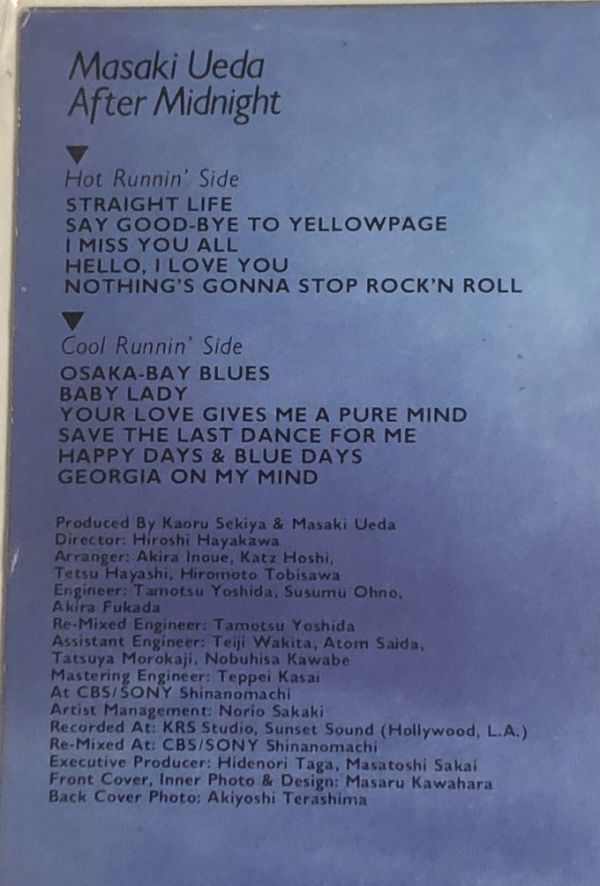 Masaki Ueda
After Midnight
▼
Hot Runnin' Side
STRAIGHT LIFE
SAY GOOD-BYE TO YELLOWPAGE
I MISS YOU ALL
HELLO, I LOVE YOU
NOTHING'S GONNA STOP ROCK'N ROLL
▼
Cool Runnin' Side
OSAKA-BAY BLUES
BABY LADY
YOUR LOVE GIVES ME A PURE MIND
SAVE THE LAST DANCE FOR ME
HAPPY DAYS & BLUE DAYS
GEORGIA ON MY MIND
Produced By Kaoru Sekiya & Masaki Ueda
Director: Hiroshi Hayakawa
Arranger: Akira Inoue, Katz Hoshi,
Tetsu Hayashi, Hiromoto Tobisawa
Engineer: Tamotsu Yoshida, Susumu Ohno,
Akira Fukada
Re-Mixed Engineer: Tamotsu Yoshida
Assistant Engineer: Teiji Wakita, Atom Saida,
Tatsuya Morokaji, Nobuhisa Kawabe
Mastering Engineer: Teppei Kasai
At CBS/SONY Shinanomachi
Artist Management: Norio Sakaki
Recorded At: KRS Studio, Sunset Sound (Hollywood, L.A.)
Re-Mixed At: CBS/SONY Shinanomachi
Executive Producer: Hidenori Taga, Masatoshi Sakai
Front Cover, Inner Photo & Design: Masaru Kawahara
Back Cover Photo: Akiyoshi Terashima